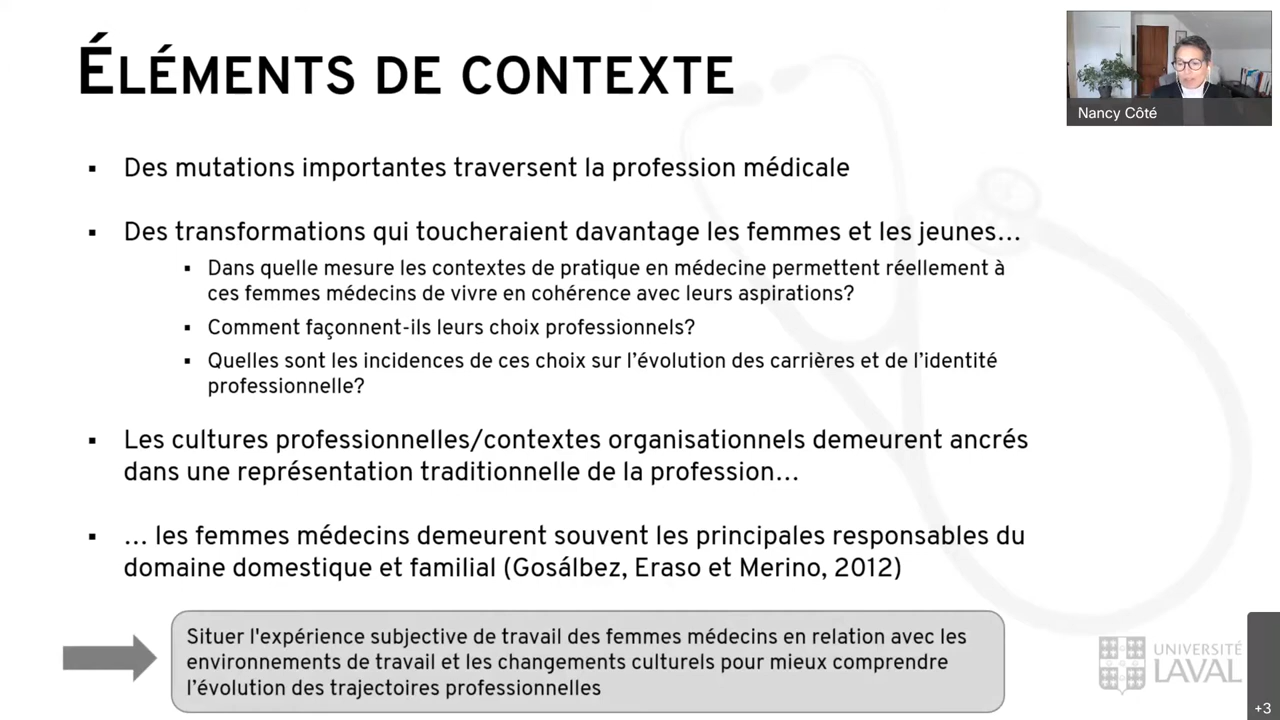 ÉLÉMENTS DE CONTEXTE
Nancy Côté
▪ Des mutations importantes traversent la profession médicale
▪ Des transformations qui toucheraient davantage les femmes et les jeunes…
▪ Dans quelle mesure les contextes de pratique en médecine permettent réellement à
ces femmes médecins de vivre en cohérence avec leurs aspirations?
▪ Comment façonnent-ils leurs choix professionnels?
▪ Quelles sont les incidences de ces choix sur l’évolution des carrières et de l’identité
professionnelle?
▪ Les cultures professionnelles/contextes organisationnels demeurent ancrés
dans une représentation traditionnelle de la profession…
▪ … les femmes médecins demeurent souvent les principales responsables du
domaine domestique et familial (Gosálbez, Eraso et Merino, 2012)
Situer l'expérience subjective de travail des femmes médecins en relation avec les
environnements de travail et les changements culturels pour mieux comprendre
l’évolution des trajectoires professionnelles
UNIVERSITÉ
LAVAL
+3